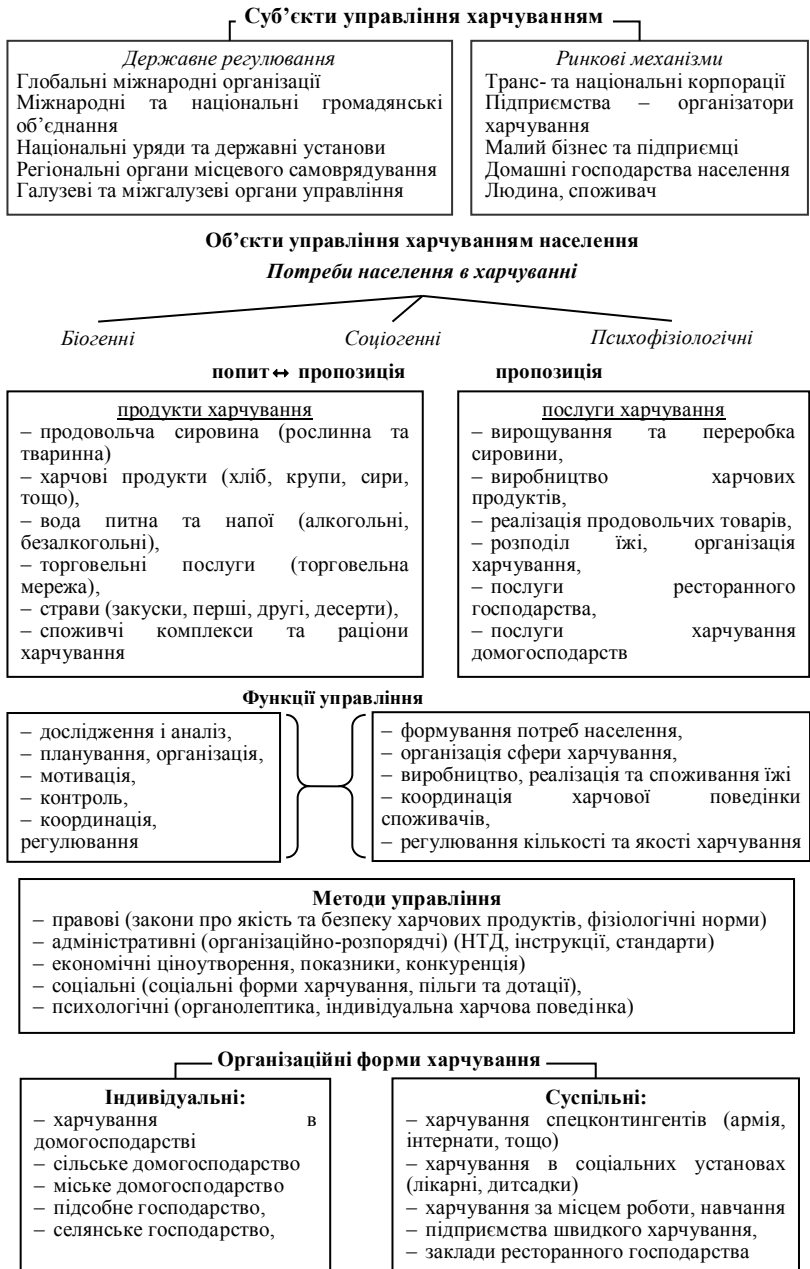 Суб’єкти управління харчуванням
Державне регулювання
Глобальні міжнародні організації
Міжнародні та національні громадянські
об’єднання
Національні уряди та державні установи
Регіональні органи місцевого самоврядування
Галузеві та міжгалузеві органи управління
Ринкові механізми
Транс- та національні корпорації
Підприємства – організатори
харчування
Малий бізнес та підприємці
Домашні господарства населення
Людина, споживач
Об’єкти управління харчуванням населення
Потреби населення в харчуванні
Біогенні Соціогенні Психофізіологічні
попит ↔ пропозиція пропозиція
продукти харчування
– продовольча сировина (рослинна та
тваринна)
– харчові продукти (хліб, крупи, сири,
тощо),
– вода питна та напої (алкогольні,
безалкогольні),
– торговельні послуги (торговельна
мережа),
– страви (закуски, перші, другі, десерти),
– споживчі комплекси та раціони
харчування
послуги харчування
– вирощування та переробка
сировини,
– виробництво харчових
продуктів,
– реалізація продовольчих товарів,
– розподіл їжі, організація
харчування,
– послуги ресторанного
господарства,
– послуги харчування
домогосподарств
Функції управління
– дослідження і аналіз,
– планування, організація,
– мотивація,
– контроль,
– координація,
регулювання
– формування потреб населення,
– організація сфери харчування,
– виробництво, реалізація та споживання їжі
– координація харчової поведінки
споживачів,
– регулювання кількості та якості харчування
Методи управління
– правові (закони про якість та безпеку харчових продуктів, фізіологічні норми)
– адміністративні (організаційно-розпорядчі) (НТД, інструкції, стандарти)
– економічні ціноутворення, показники, конкуренція)
– соціальні (соціальні форми харчування, пільги та дотації),
– психологічні (органолептика, індивідуальна харчова поведінка)
Організаційні форми харчування
Індивідуальні:
– харчування в
домогосподарстві
– сільське домогосподарство
– міське домогосподарство
– підсобне господарство,
– селянське господарство,
Суспільні:
– харчування спецконтингентів (армія,
інтернати, тощо)
– харчування в соціальних установах
(лікарні, дитсадки)
– харчування за місцем роботи, навчання
– підприємства швидкого харчування,
– заклади ресторанного господарства